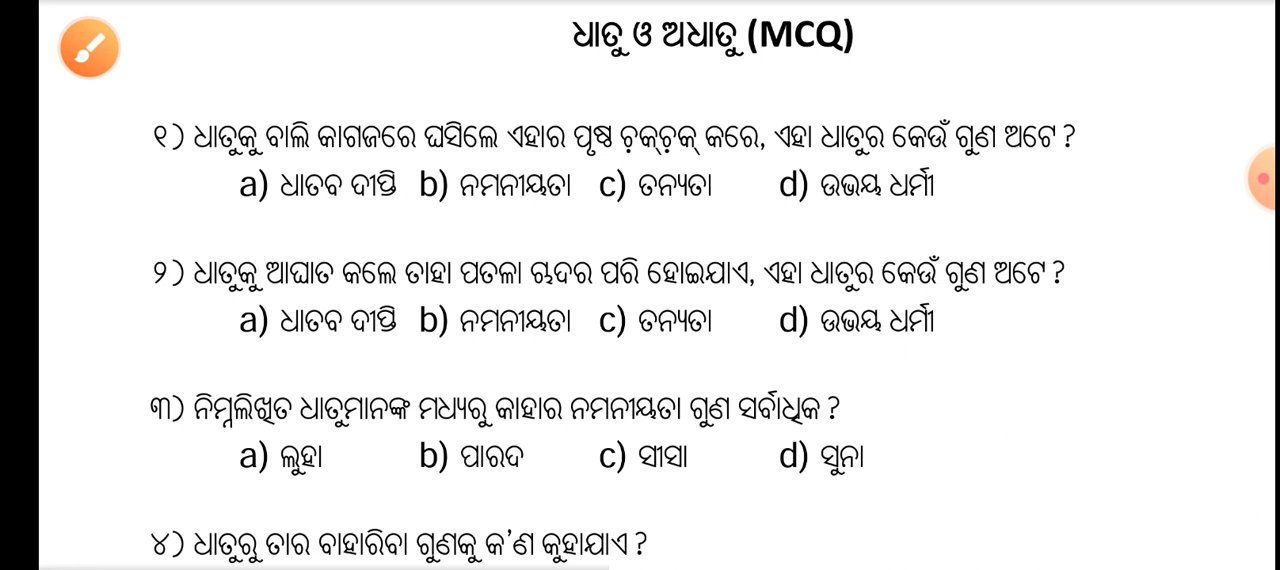 ଧାତୁ ଓ ଅଧାତୁ (MCQ)
୧) ଧାତୁକୁ ବାଲି କାଗଜରେ ଘସିଲେ ଏହାର ପୃଷ୍ଠ ଚ଼କ୍‌ଚ଼କ୍ କରେ, ଏହା ଧାତୁର କେଉଁ ଗୁଣ ଅଟେ ?
a) ଧାତବ ଦୀପ୍ତି b) ନମନୀୟତା c) ତନ୍ୟତା d) ଉଭୟ ଧର୍ମୀ
୨) ଧାତୁକୁ ଆଘାତ କଲେ ତାହା ପତଳା ଚ୍ଚଦର ପରି ହୋଇଯାଏ, ଏହା ଧାତୁର କେଉଁ ଗୁଣ ଅଟେ ?
a) ଧାତବ ଦୀପ୍ତି b) ନମନୀୟତା c) ତନ୍ୟତା d) ଉଭୟ ଧର୍ମୀ
୩) ନିମ୍ନଲିଖିତ ଧାତୁମାନଙ୍କ ମଧ୍ୟରୁ କାହାର ନମନୀୟତା ଗୁଣ ସର୍ବାଧିକ ?
a) ଲୁହା b) ପାରଦ c) ସୀସା d) ସୁନା
୪) ଧାତୁରୁ ତାର ବାହାରିବା ଗୁଣକୁ କ'ଣ କୁହାଯାଏ ?